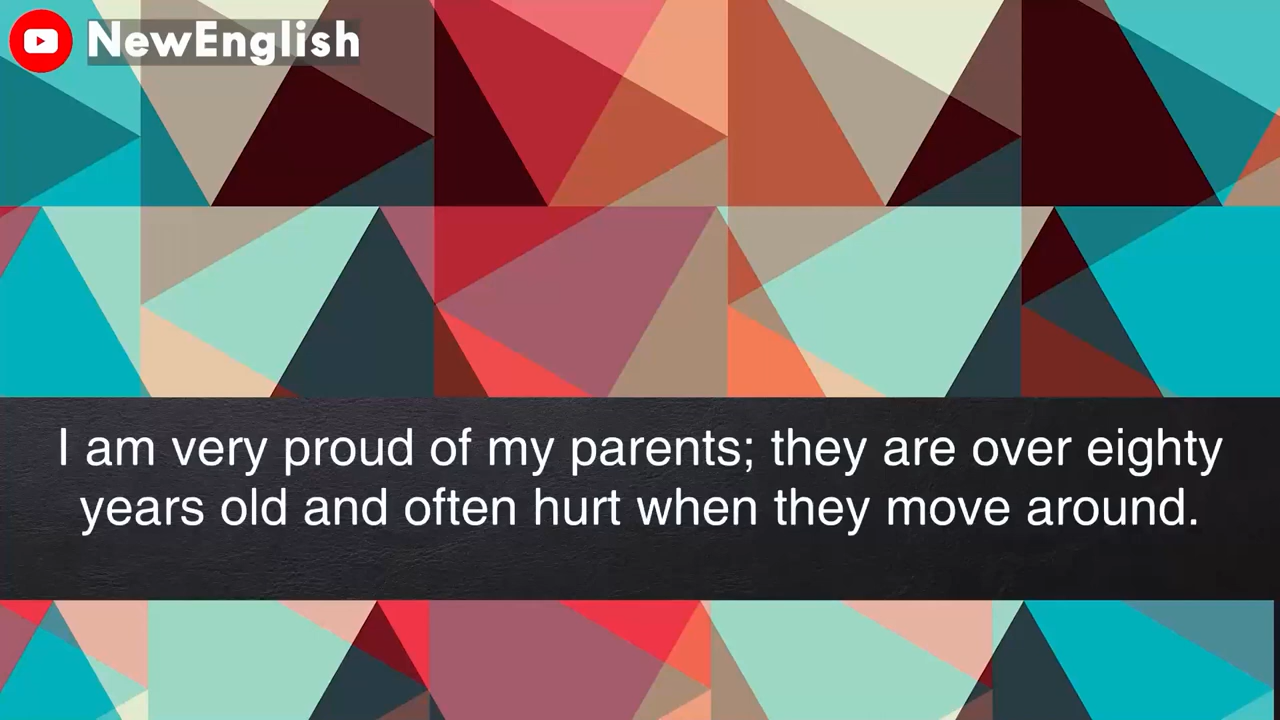 NewEnglish
I am very proud of my parents; they are over eighty
years old and often hurt when they move around.